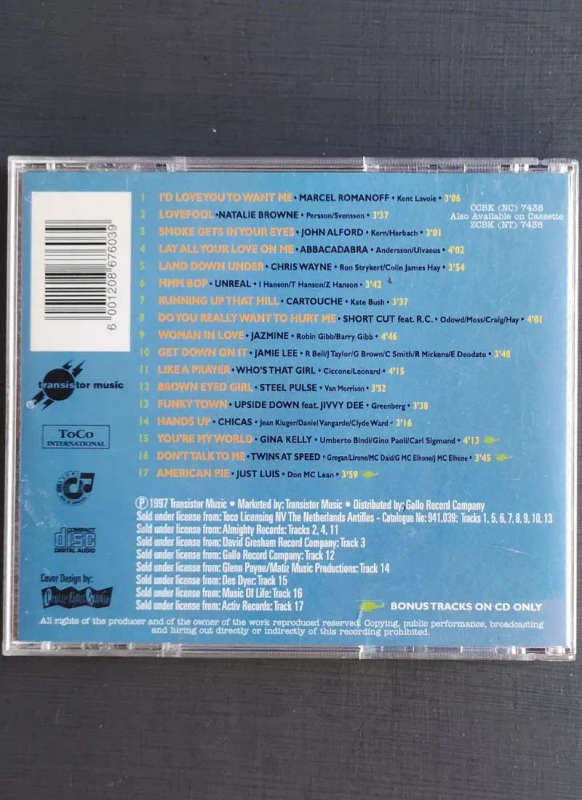 1 I'D LOVE YOU TO WANT ME • MARCEL ROMANOFF • Kent Lavoie • 3'06
2 LOVEFOOL • NATALIE BROWNE • Persson/Svensson • 3'37
3 SMOKE GETS IN YOUR EYES • JOHN ALFORD • Kern/Harbach • 3'01
4 LAY ALL YOUR LOVE ON ME • ABBACADABRA • Andersson/Ulvaeus • 4'02
5 LAND DOWN UNDER • CHRIS WAYNE • Ron Strykert/Colin James Hay • 3'54
6 MMM BOP • UNREAL • I Hanson/T Hanson/Z Hanson • 3'42
7 RUNNING UP THAT HILL • CARTOUCHE • Kate Bush • 3'37
8 DO YOU REALLY WANT TO HURT ME • SHORT CUT feat. R.C. • Odowd/Moss/Craig/Hay • 4'01
9 WOMAN IN LOVE • JAZMINE • Robin Gibb/Barry Gibb • 4'46
10 GET DOWN ON IT • JAMIE LEE • R Bell/J Taylor/G Brown/C Smith/R Mickens/E Deodato • 3'48
11 LIKE A PRAYER • WHO'S THAT GIRL • Ciccone/Leonard • 4'15
12 BROWN EYED GIRL • STEEL PULSE • Van Morrison • 3'52
13 FUNKY TOWN • UPSIDE DOWN feat. JIVVY DEE • Greenberg • 3'38
14 HANDS UP • CHICAS • Jean Kluger/Daniel Vangarde/Clyde Ward • 3'16
15 YOU'RE MY WORLD • GINA KELLY • Umberto Bindi/Gino Paoli/Carl Sigmund • 4'13
16 DON'T TALK TO ME • TWINS AT SPEED • Grogan/Lirone/MC Daid/G MC Elhone/J MC Elhone • 3'45
17 AMERICAN PIE • JUST LUIS • Don MC Lean • 3'59
CCBK (NC) 7438
Also Available on Cassette
ZCBK (NT) 7438
6 001208 676039
transistor music
ToCo
INTERNATIONAL
COMPACT
disc
DIGITAL AUDIO
Cover Design by:
Ⓟ 1997 Transistor Music • Marketed by: Transistor Music • Distributed by: Gallo Record Company
Sold under license from: Toco Licensing NV The Netherlands Antilles - Catalogue No: 941.039: Tracks 1, 5, 6, 7, 8, 9, 10, 13
Sold under license from: Almighty Records: Tracks 2, 4, 11
Sold under license from: David Gresham Record Company: Track 3
Sold under license from: Gallo Record Company: Track 12
Sold under license from: Glenn Payne/Matiz Music Productions: Track 14
Sold under license from: Des Dyer: Track 15
Sold under license from: Music Of Life: Track 16
Sold under license from: Activ Records: Track 17
BONUS TRACKS ON CD ONLY
All rights of the producer and of the owner of the work reproduced reserved. Copying, public performance, broadcasting
and hiring out directly or indirectly of this recording prohibited.